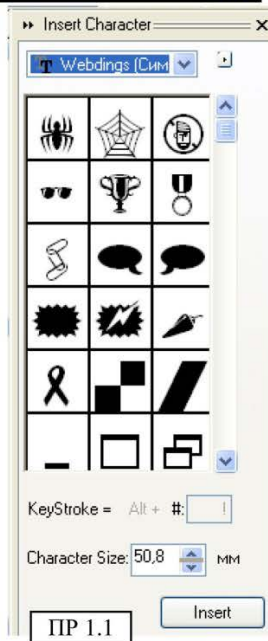 Insert Character
Webdings (Сим
KeyStroke = Alt + #: !
Character Size: 50,8 мм
Insert
ПР 1.1